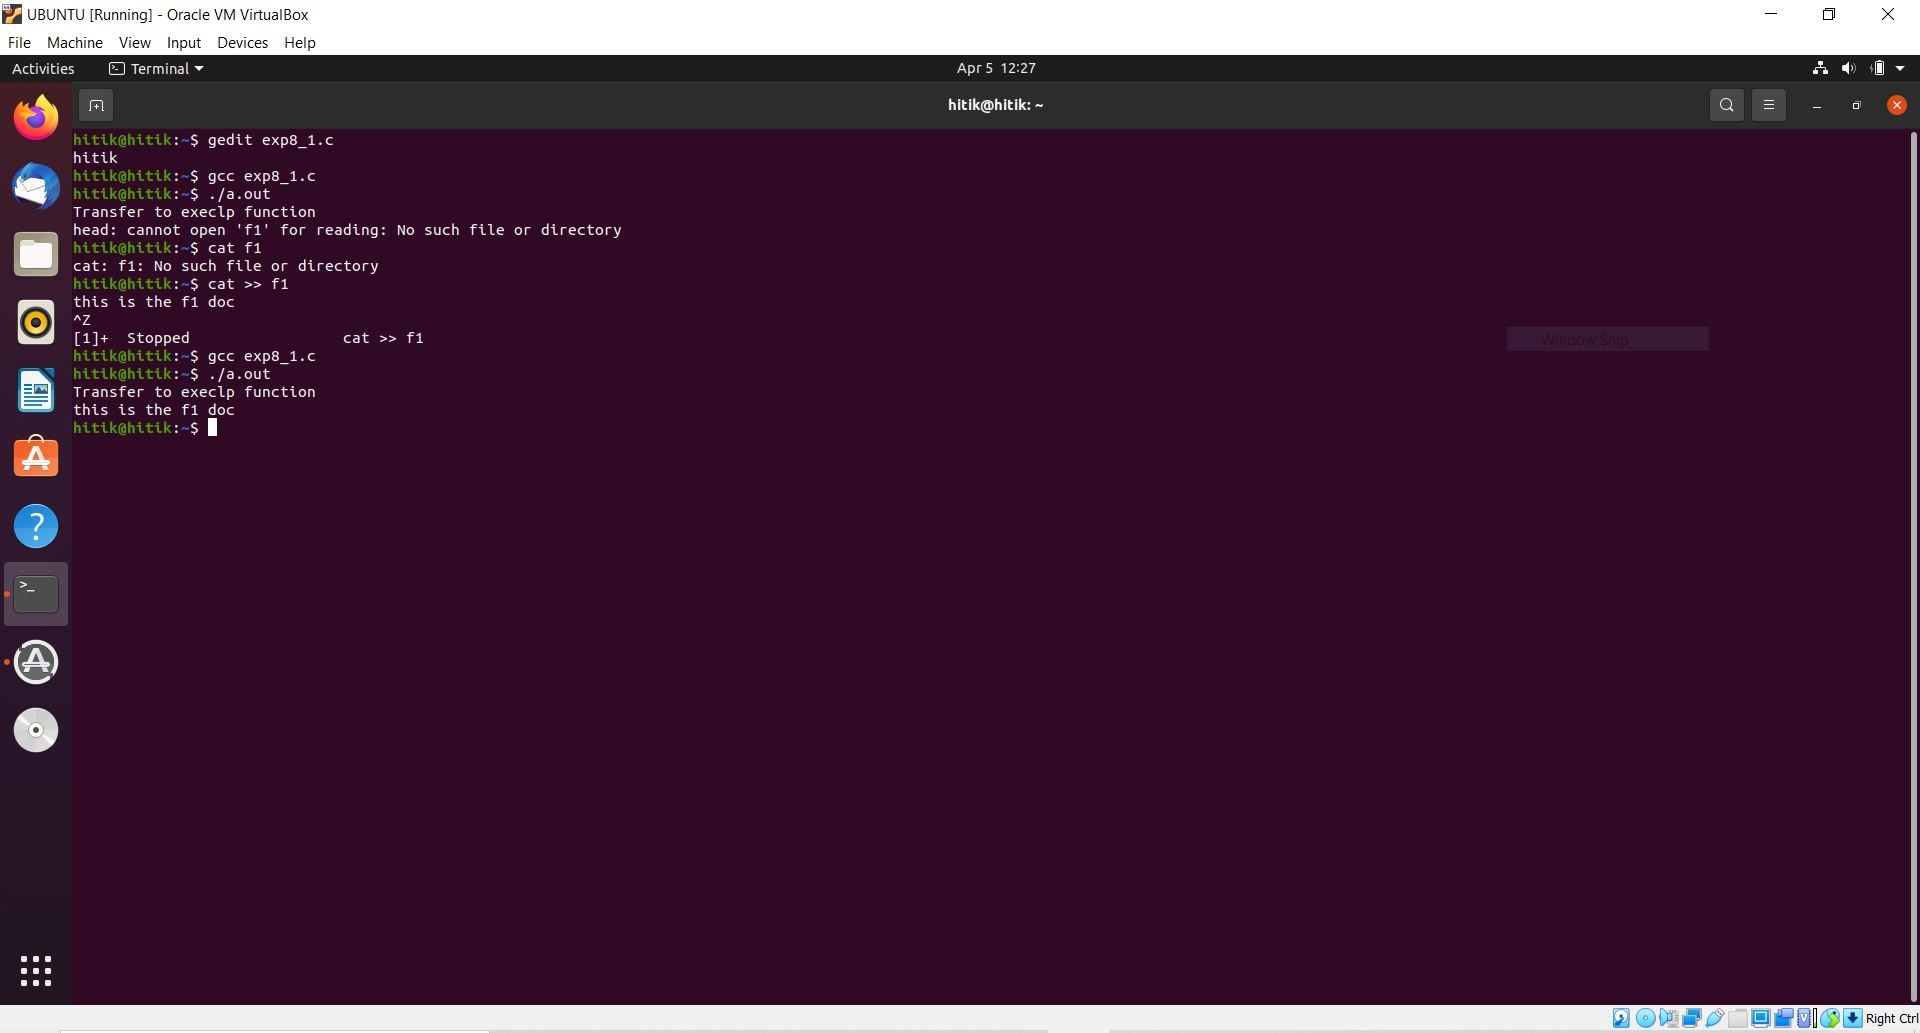 UBUNTU [Running] - Oracle VM VirtualBox
File Machine View Input Devices Help
Activities Terminal Apr 5 12:27
hitik@hitik: ~
hitik@hitik:~$ gedit exp8_1.c
hitik
hitik@hitik:~$ gcc exp8_1.c
hitik@hitik:~$ ./a.out
Transfer to execlp function
head: cannot open 'f1' for reading: No such file or directory
hitik@hitik:~$ cat f1
cat: f1: No such file or directory
hitik@hitik:~$ cat >> f1
this is the f1 doc
^Z
[1]+  Stopped                 cat >> f1
hitik@hitik:~$ gcc exp8_1.c
hitik@hitik:~$ ./a.out
Transfer to execlp function
this is the f1 doc
hitik@hitik:~$
Window Snip
Right Ctrl